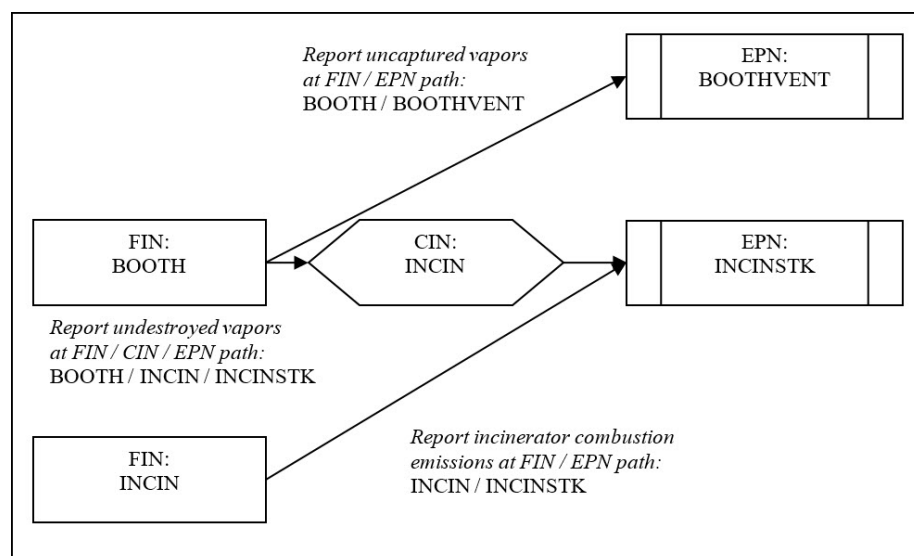 Report uncaptured vapors
at FIN / EPN path:
BOOTH / BOOTHVENT
EPN:
BOOTHVENT
FIN:
BOOTH
CIN:
INCIN
EPN:
INCINSTK
Report undestroyed vapors
at FIN / CIN / EPN path:
BOOTH / INCIN / INCINSTK
FIN:
INCIN
Report incinerator combustion
emissions at FIN / EPN path:
INCIN / INCINSTK